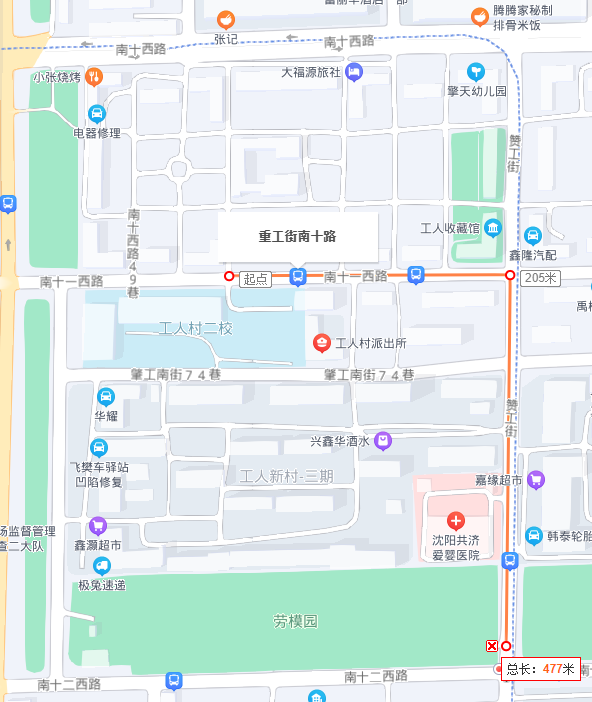 张记
腾腾家秘制
排骨米饭
南十西路
南十西路
小张烧烤
大福源旅社
擎天幼儿园
电器修理
赞工街
南十西路49巷
工人收藏馆
鑫隆汽配
重工街南十路
南十一西路
起点
南十一西路
205米
工人村二校
工人村派出所
肇工南街74巷
肇工南街74巷
华耀
赞工街
兴鑫华酒水
飞樊车驿站
凹陷修复
工人新村-三期
嘉缘超市
场监督管理
查二大队
鑫灏超市
沈阳共济
爱婴医院
韩泰轮胎
极兔速递
劳模园
总长：477米
南十二西路
南十二西路